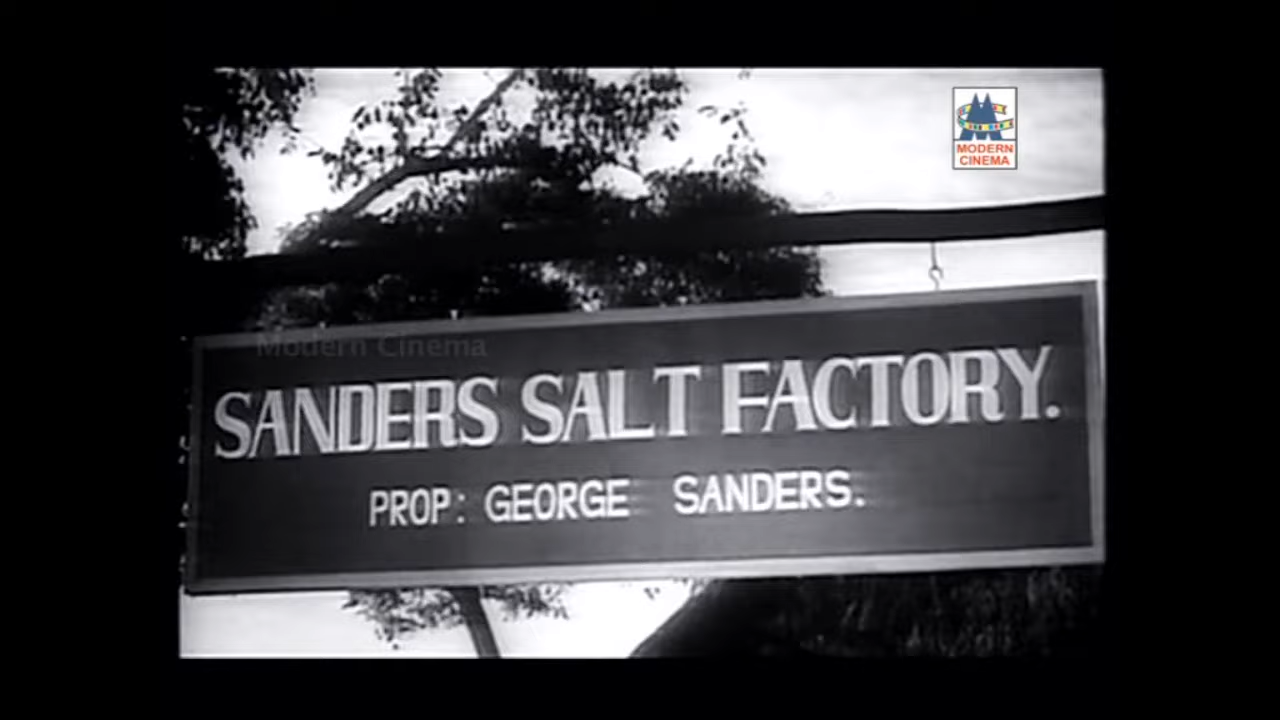 MODERN
CINEMA
Modern Cinema
SANDERS SALT FACTORY.
PROP: GEORGE SANDERS.